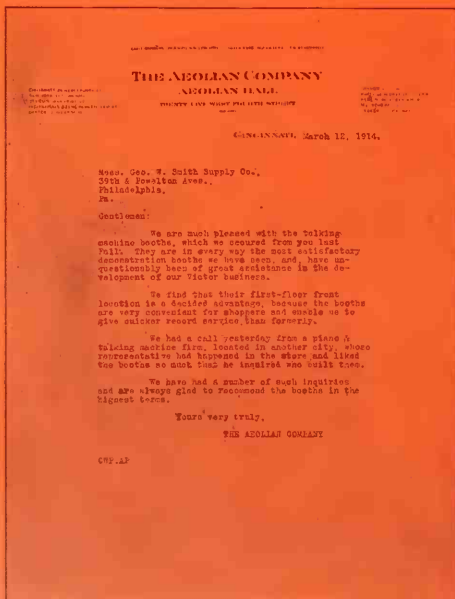 THE AEOLIAN COMPANY
AEOLIAN HALL
TWENTY-FIVE WEST FOURTH STREET
CINCINNATI, March 12, 1914.
Mess. Geo. W. Smith Supply Co.,
39th & Powelton Aves.,
Philadelphia,
Pa.
Gentlemen:
We are much pleased with the talking
machine booths, which we secured from you last
Fall. They are in every way the most satisfactory
demonstration booths we have seen, and, have un-
questionably been of great assistance in the de-
velopment of our Victor business.
We find that their first-floor front
location is a decided advantage, because the booths
are very convenient for shoppers and enable us to
give quicker record service, than formerly.
We had a call yesterday from a piano &
talking machine firm, located in another city, whose
representative had happened in the store and liked
the booths so much that he inquired who built them.
We have had a number of such inquiries
and are always glad to recommend the booths in the
highest terms.
Yours very truly,
THE AEOLIAN COMPANY